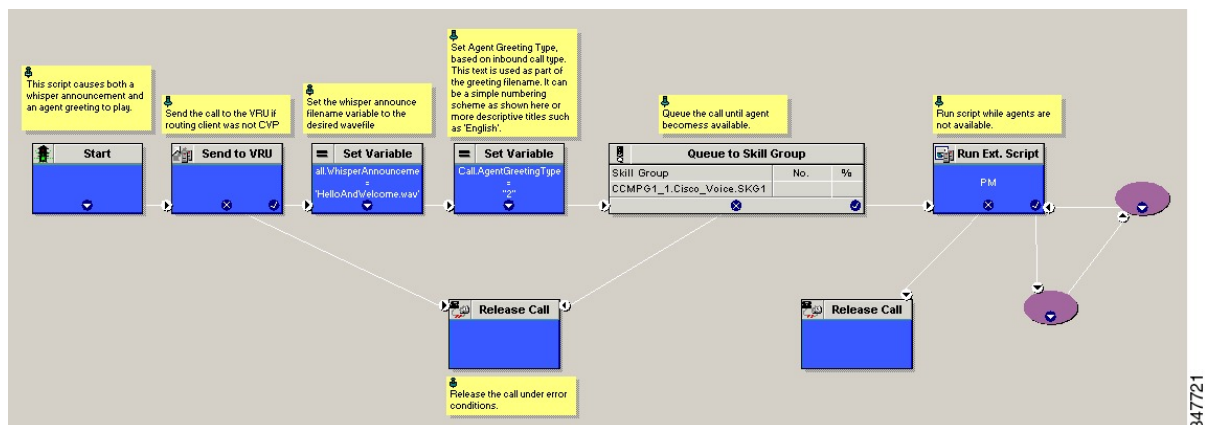 This script causes both a
whisper announcement and
an agent greeting to play.
Send the call to the VRU if
routing client was not CVP
Set the whisper announce
filename variable to the
desired wavefile
Set Agent Greeting Type,
based on inbound call type.
This text is used as part of
the greeting filename. It can
be a simple numbering
scheme as shown here or
more descriptive titles such
as 'English'.
Queue the call until agent
becomess available.
Run script while agents are
not available.
Start
Send to VRU
= Set Variable
all.WhisperAnnounceme
=
'HelloAndWelcome.wav'
= Set Variable
Call.AgentGreetingType
=
"2"
Queue to Skill Group
Skill Group No. %
CCMPG1_1.Cisco_Voice.SKG1
Run Ext. Script
PM
Release Call
Release Call
Release the call under error
conditions.
347721